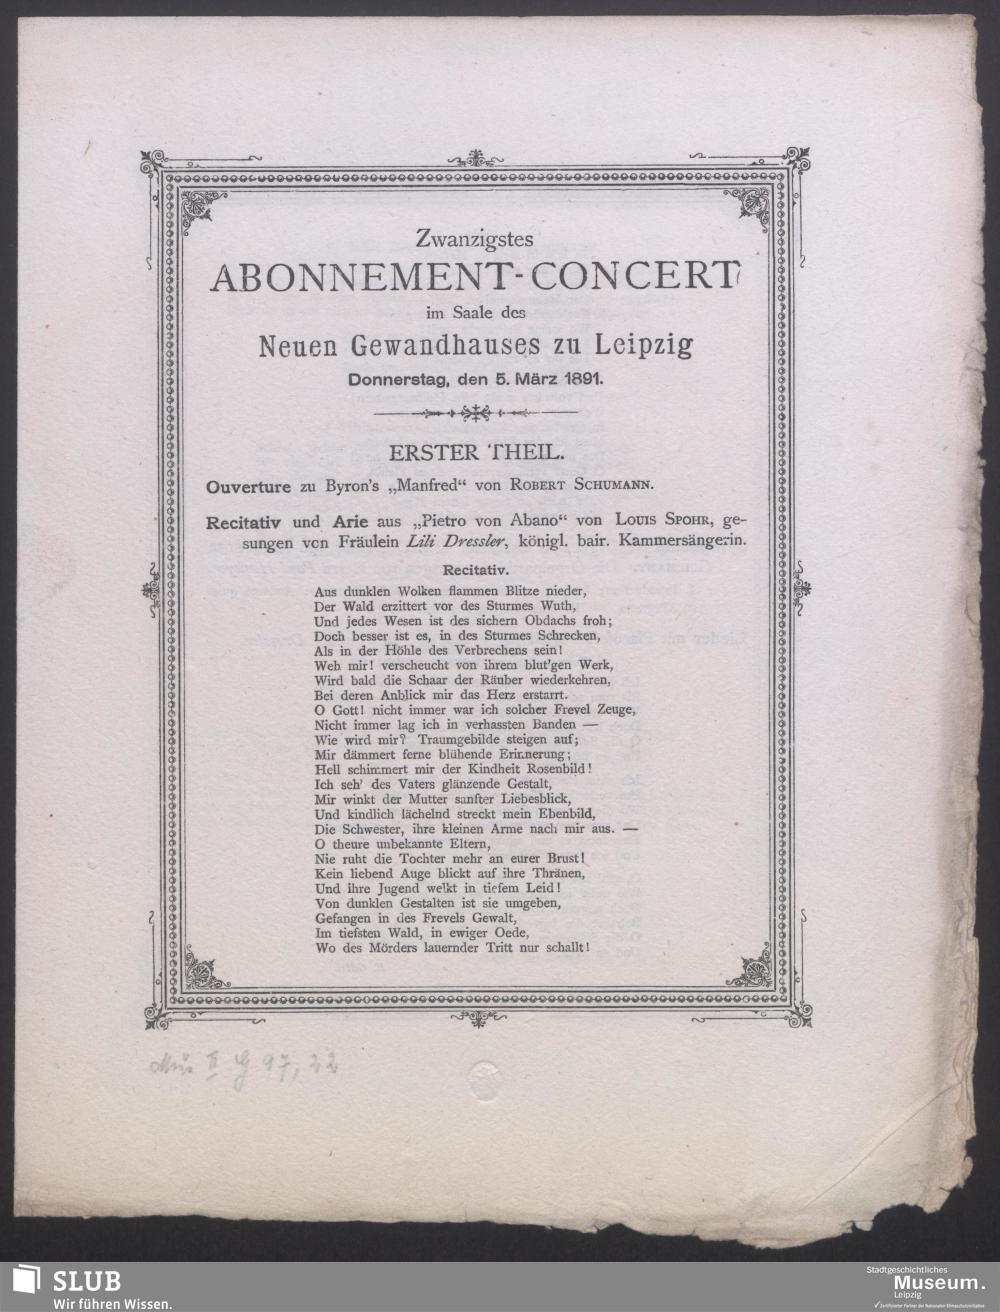 Zwanzigstes
ABONNEMENT-CONCERT
im Saale des
Neuen Gewandhauses zu Leipzig
Donnerstag, den 5. März 1891.
ERSTER THEIL.
Ouverture zu Byron's „Manfred“ von ROBERT SCHUMANN.
Recitativ und Arie aus „Pietro von Abano“ von LOUIS SPOHR, ge-
sungen von Fräulein Lili Dressler, königl. bair. Kammersängerin.
Recitativ.
Aus dunklen Wolken flammen Blitze nieder,
Der Wald erzittert vor des Sturmes Wuth,
Und jedes Wesen ist des sichern Obdachs froh;
Doch besser ist es, in des Sturmes Schrecken,
Als in der Höhle des Verbrechens sein!
Weh mir! verscheucht von ihrem blut'gen Werk,
Wird bald die Schaar der Räuber wiederkehren,
Bei deren Anblick mir das Herz erstarrt.
O Gott! nicht immer war ich solcher Frevel Zeuge,
Nicht immer lag ich in verhassten Banden —
Wie wird mir? Traumgebilde steigen auf;
Mir dämmert ferne blühende Erinnerung;
Hell schimmert mir der Kindheit Rosenbild!
Ich seh' des Vaters glänzende Gestalt,
Mir winkt der Mutter sanfter Liebesblick,
Und kindlich lächelnd streckt mein Ebenbild,
Die Schwester, ihre kleinen Arme nach mir aus. —
O theure unbekannte Eltern,
Nie ruht die Tochter mehr an eurer Brust!
Kein liebend Auge blickt auf ihre Thränen,
Und ihre Jugend welkt in tiefem Leid!
Von dunklen Gestalten ist sie umgeben,
Gefangen in des Frevels Gewalt,
Im tiefsten Wald, in ewiger Oede,
Wo des Mörders lauernder Tritt nur schallt!
Mus II G 97, 22
SLUB
Wir führen Wissen.
Stadtgeschichtliches
Museum.
Leipzig
✓ Zertifizierter Partner der Nationalen Klimaschutzinitiative